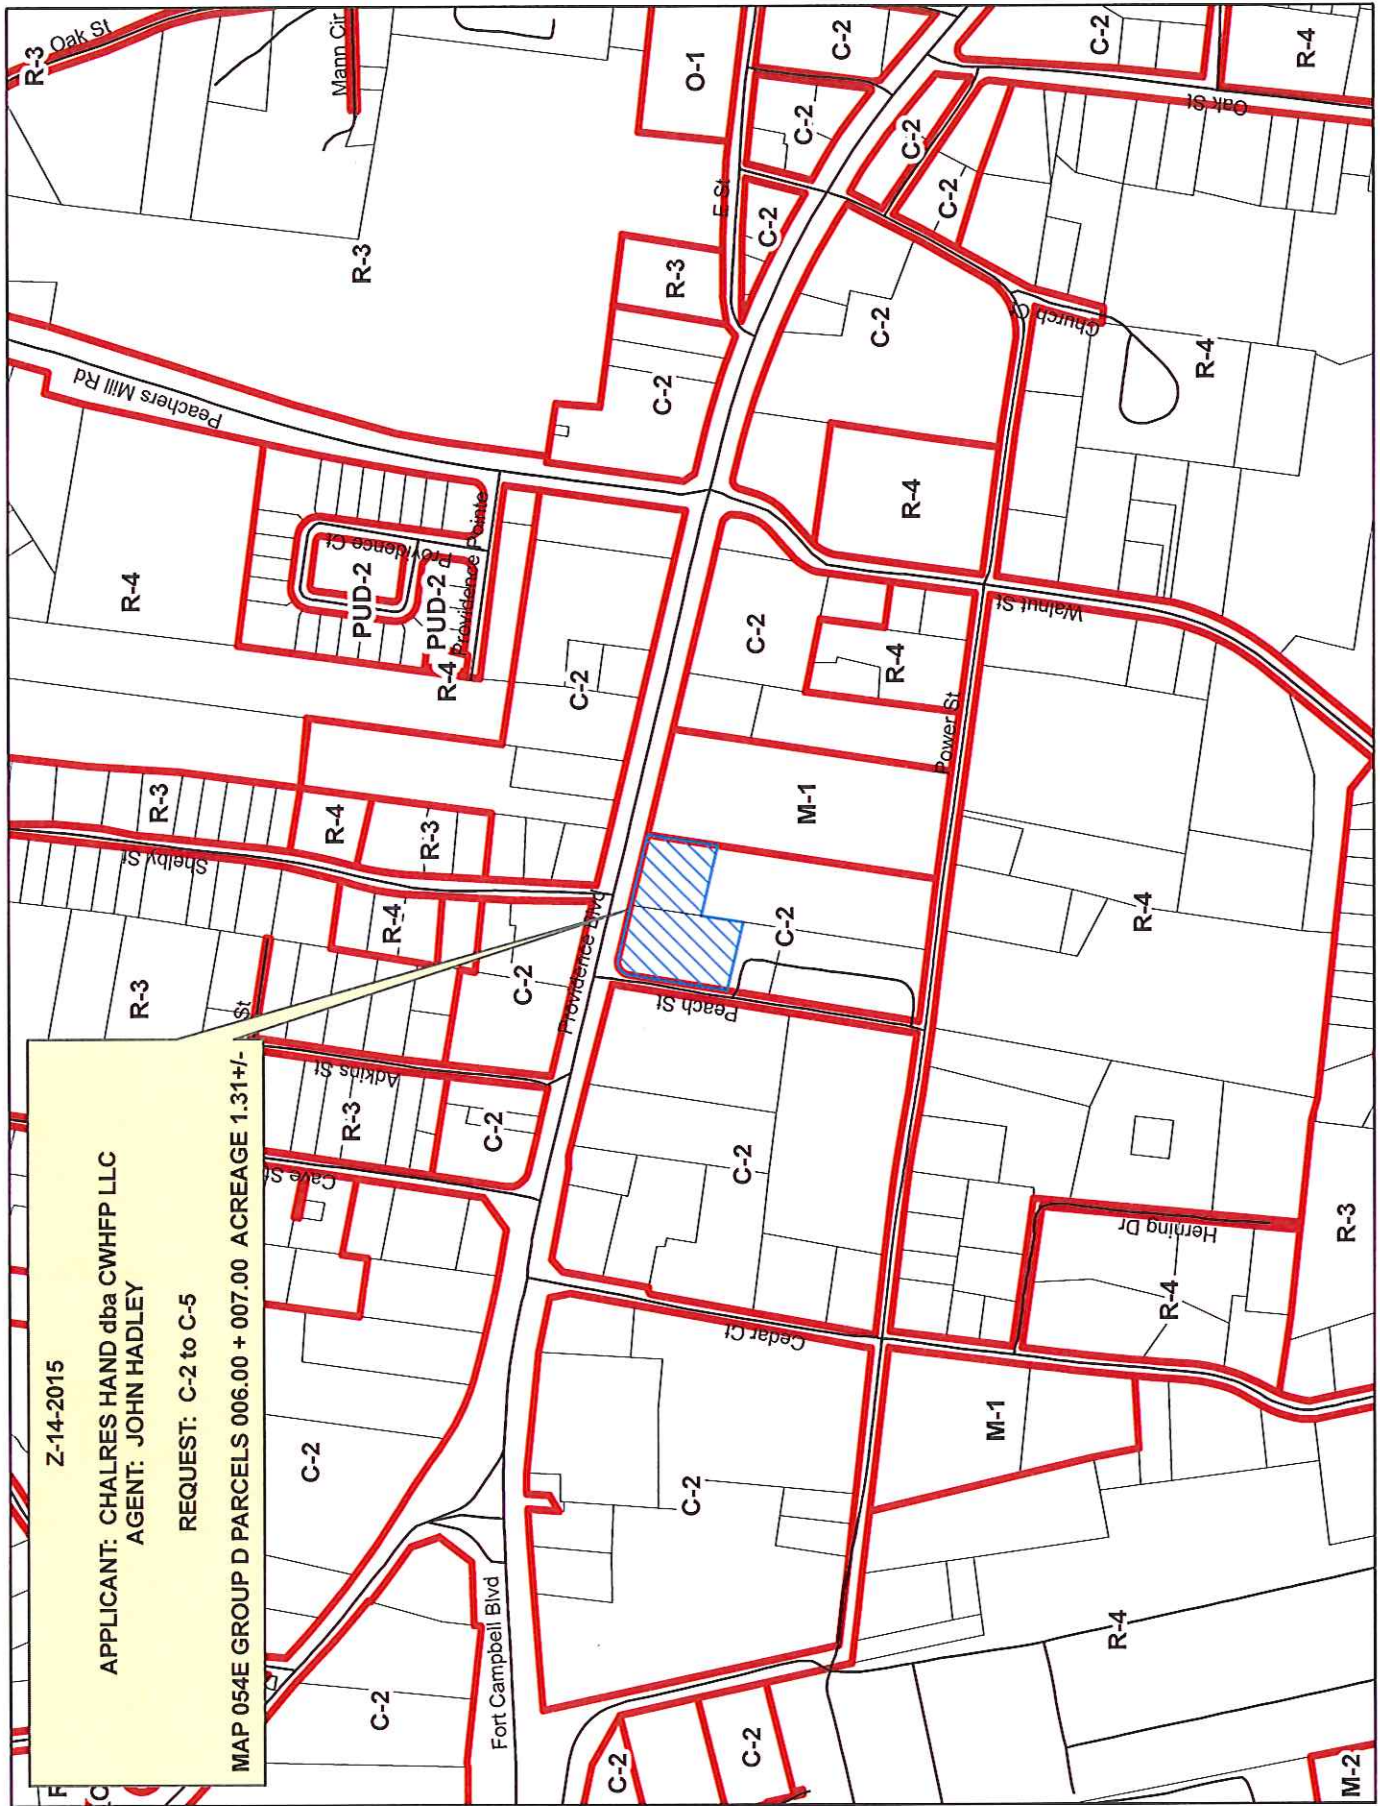 Z-14-2015
APPLICANT: CHALRES HAND dba CWHFP LLC
AGENT: JOHN HADLEY
REQUEST: C-2 to C-5
MAP 054E GROUP D PARCELS 006.00 + 007.00 ACREAGE 1.31+/-
R-3
Oak St
Mann Cir
R-3
O-1
C-2
C-2
R-4
Oak St
C-2
C-2
C-2
E St
C-2
R-3
C-2
C-2
Church Ct
R-4
Peachers Mill Rd
R-4
Providence Ct
PUD-2
PUD-2
Providence Pointe
R-4
C-2
R-4
C-2
R-4
Walnut St
Power St
R-3
Shelby St
R-4
R-3
M-1
R-4
C-2
Providence Blvd
C-2
Peach St
R-4
R-3
St
Adkins St
R-3
C-2
Cave St
C-2
Herning Dr
R-3
R-4
Cedar Ct
M-1
C-2
C-2
Fort Campbell Blvd
C-2
R-4
C-2
C-2
M-2